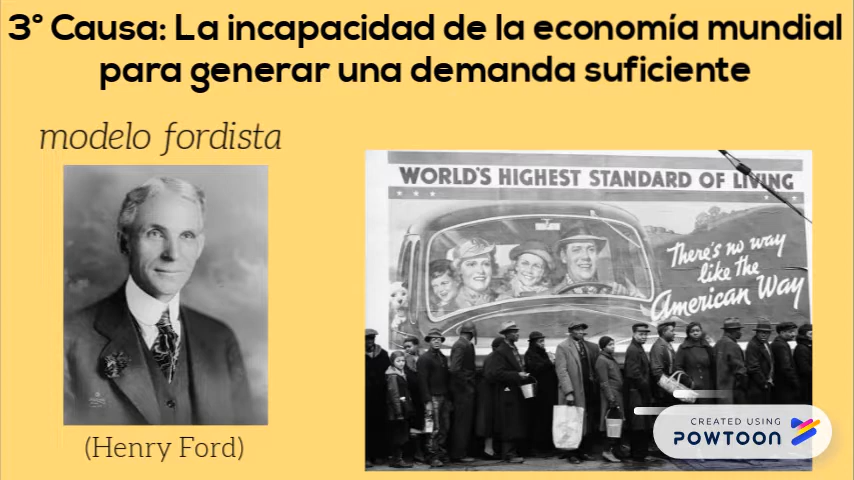 3° Causa: La incapacidad de la economía mundial
para generar una demanda suficiente
modelo fordista
(Henry Ford)
WORLD'S HIGHEST STANDARD OF LIVING
There's no way
like the
American Way
CREATED USING
POWTOON